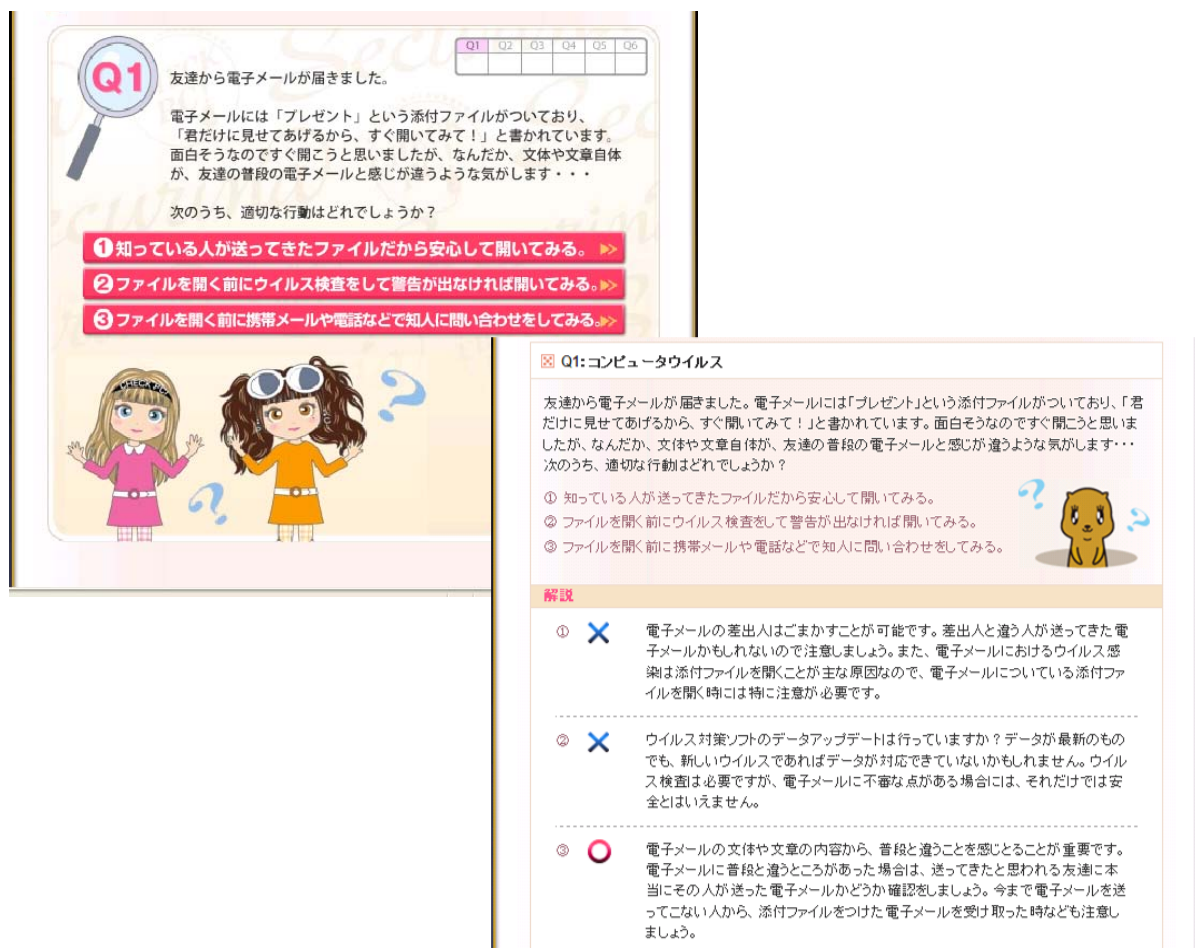 Q1
Q1 Q2 Q3 Q4 Q5 Q6
友達から電子メールが届きました。
電子メールには「プレゼント」という添付ファイルがついており、
「君だけに見せてあげるから、すぐ開いてみて！」と書かれています。
面白そうなのですぐ開こうと思いましたが、なんだか、文体や文章自体
が、友達の普段の電子メールと感じが違うような気がします・・・
次のうち、適切な行動はどれでしょうか？
❶知っている人が送ってきたファイルだから安心して開いてみる。
❷ファイルを開く前にウイルス検査をして警告が出なければ開いてみる。
❸ファイルを開く前に携帯メールや電話などで知人に問い合わせをしてみる。
CHECK PC!
Q1:コンピュータウイルス
友達から電子メールが届きました。電子メールには「プレゼント」という添付ファイルがついており、「君
だけに見せてあげるから、すぐ開いてみて！」と書かれています。面白そうなのですぐ開こうと思いま
したが、なんだか、文体や文章自体が、友達の普段の電子メールと感じが違うような気がします・・・
次のうち、適切な行動はどれでしょうか？
① 知っている人が送ってきたファイルだから安心して開いてみる。
② ファイルを開く前にウイルス検査をして警告が出なければ開いてみる。
③ ファイルを開く前に携帯メールや電話などで知人に問い合わせをしてみる。
解説
① 電子メールの差出人はごまかすことが可能です。差出人と違う人が送ってきた電
子メールかもしれないので注意しましょう。また、電子メールにおけるウイルス感
染は添付ファイルを開くことが主な原因なので、電子メールについている添付ファ
イルを開く時には特に注意が必要です。
② ウイルス対策ソフトのデータアップデートは行っていますか？データが最新のもの
でも、新しいウイルスであればデータが対応できていないかもしれません。ウイル
ス検査は必要ですが、電子メールに不審な点がある場合には、それだけでは安
全とはいえません。
③ 電子メールの文体や文章の内容から、普段と違うことを感じとることが重要です。
電子メールに普段と違うところがあった場合は、送ってきたと思われる友達に本
当にその人が送った電子メールかどうか確認をしましょう。今まで電子メールを送
ってこない人から、添付ファイルをつけた電子メールを受け取った時なども注意し
ましょう。